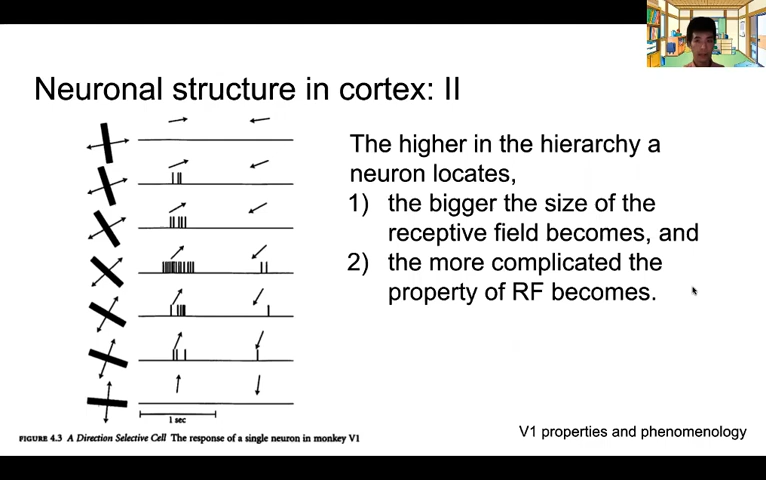 Neuronal structure in cortex: II
The higher in the hierarchy a
neuron locates,
1) the bigger the size of the
receptive field becomes, and
2) the more complicated the
property of RF becomes.
1 sec
FIGURE 4.3 A Direction Selective Cell The response of a single neuron in monkey V1
V1 properties and phenomenology